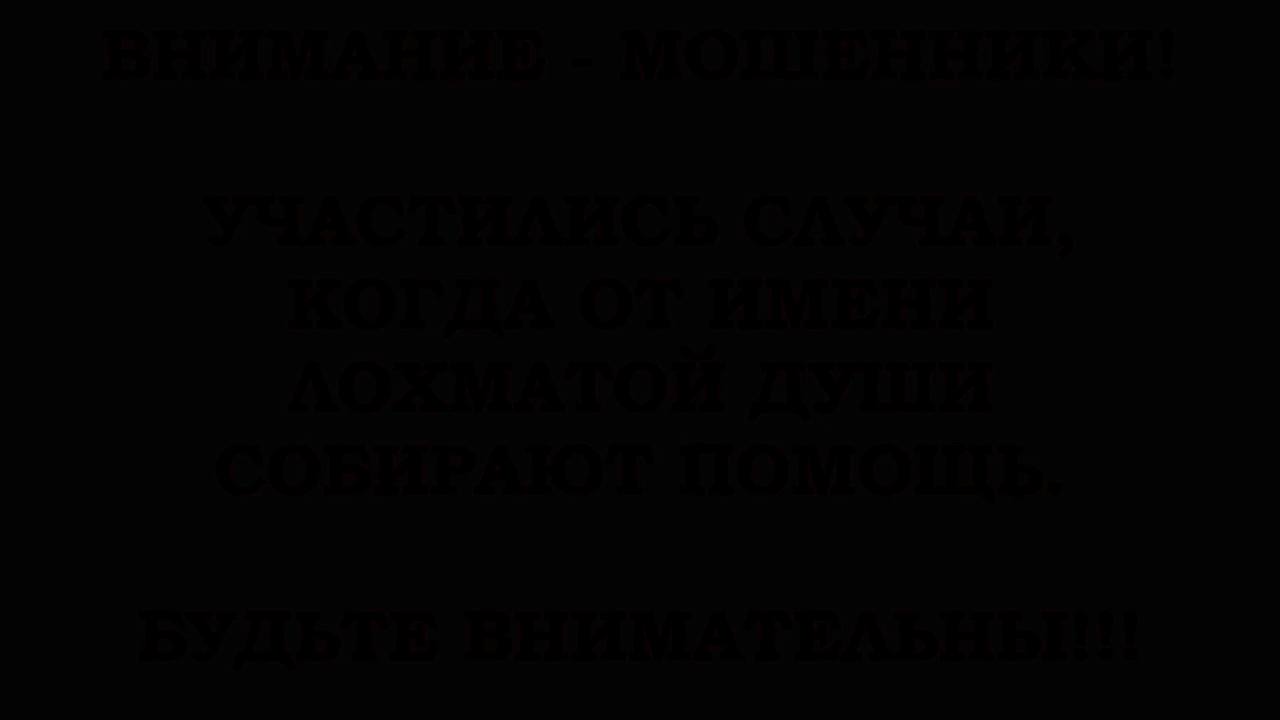 ВНИМАНИЕ - МОШЕННИКИ!
УЧАСТИЛИСЬ СЛУЧАИ,
КОГДА ОТ ИМЕНИ
ЛОХМАТОЙ ДУШИ
СОБИРАЮТ ПОМОЩЬ.
БУДЬТЕ ВНИМАТЕЛЬНЫ!!!